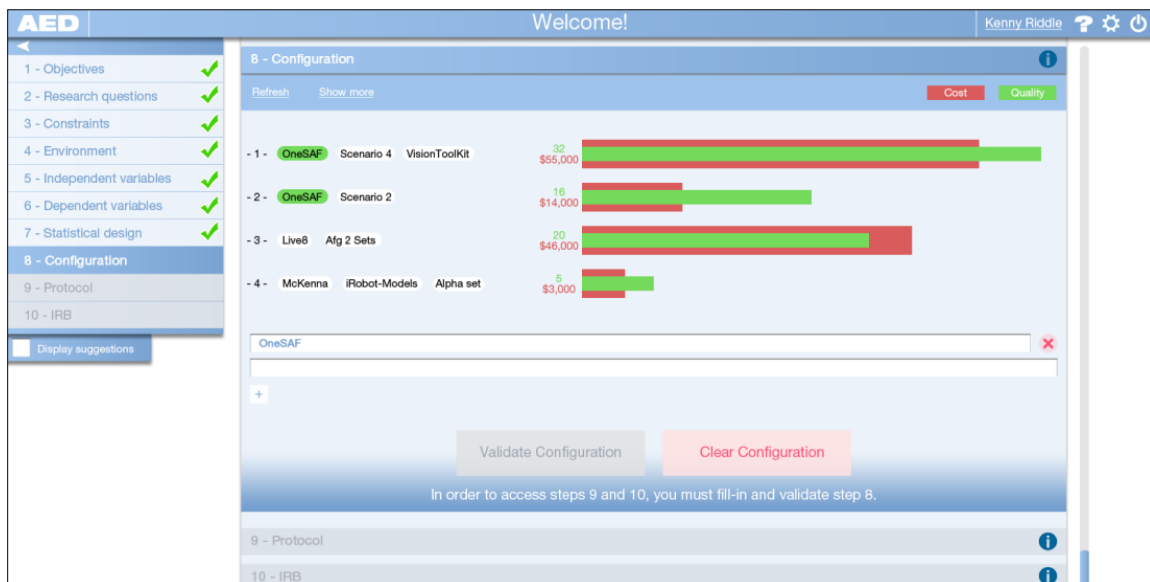 AED Welcome! Kenny Riddle ?
1 - Objectives
2 - Research questions
3 - Constraints
4 - Environment
5 - Independent variables
6 - Dependent variables
7 - Statistical design
8 - Configuration
9 - Protocol
10 - IRB
Display suggestions
8 - Configuration i
Refresh Show more Cost Quality
- 1 - OneSAF Scenario 4 VisionToolKit 32
$55,000
- 2 - OneSAF Scenario 2 16
$14,000
- 3 - Live8 Afg 2 Sets 20
$46,000
- 4 - McKenna iRobot-Models Alpha set 5
$3,000
OneSAF
+
Validate Configuration Clear Configuration
In order to access steps 9 and 10, you must fill-in and validate step 8.
9 - Protocol i
10 - IRB i